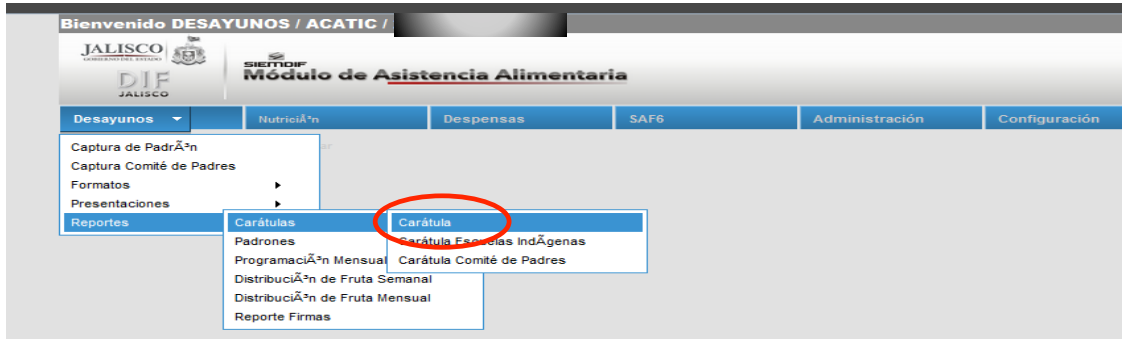 Bienvenido DESAYUNOS / ACATIC /
JALISCO
GOBIERNO DEL ESTADO
DIF
JALISCO
SIEMDIF
Módulo de Asistencia Alimentaria
Desayunos NutriciÃ³n Despensas SAF6 Administración Configuración
Captura de PadrÃ³n
Captura Comité de Padres
Formatos
Presentaciones
Reportes Carátulas Carátula
Padrones Carátula Escuelas IndÃgenas
ProgramaciÃ³n Mensual Carátula Comité de Padres
DistribuciÃ³n de Fruta Semanal
DistribuciÃ³n de Fruta Mensual
Reporte Firmas